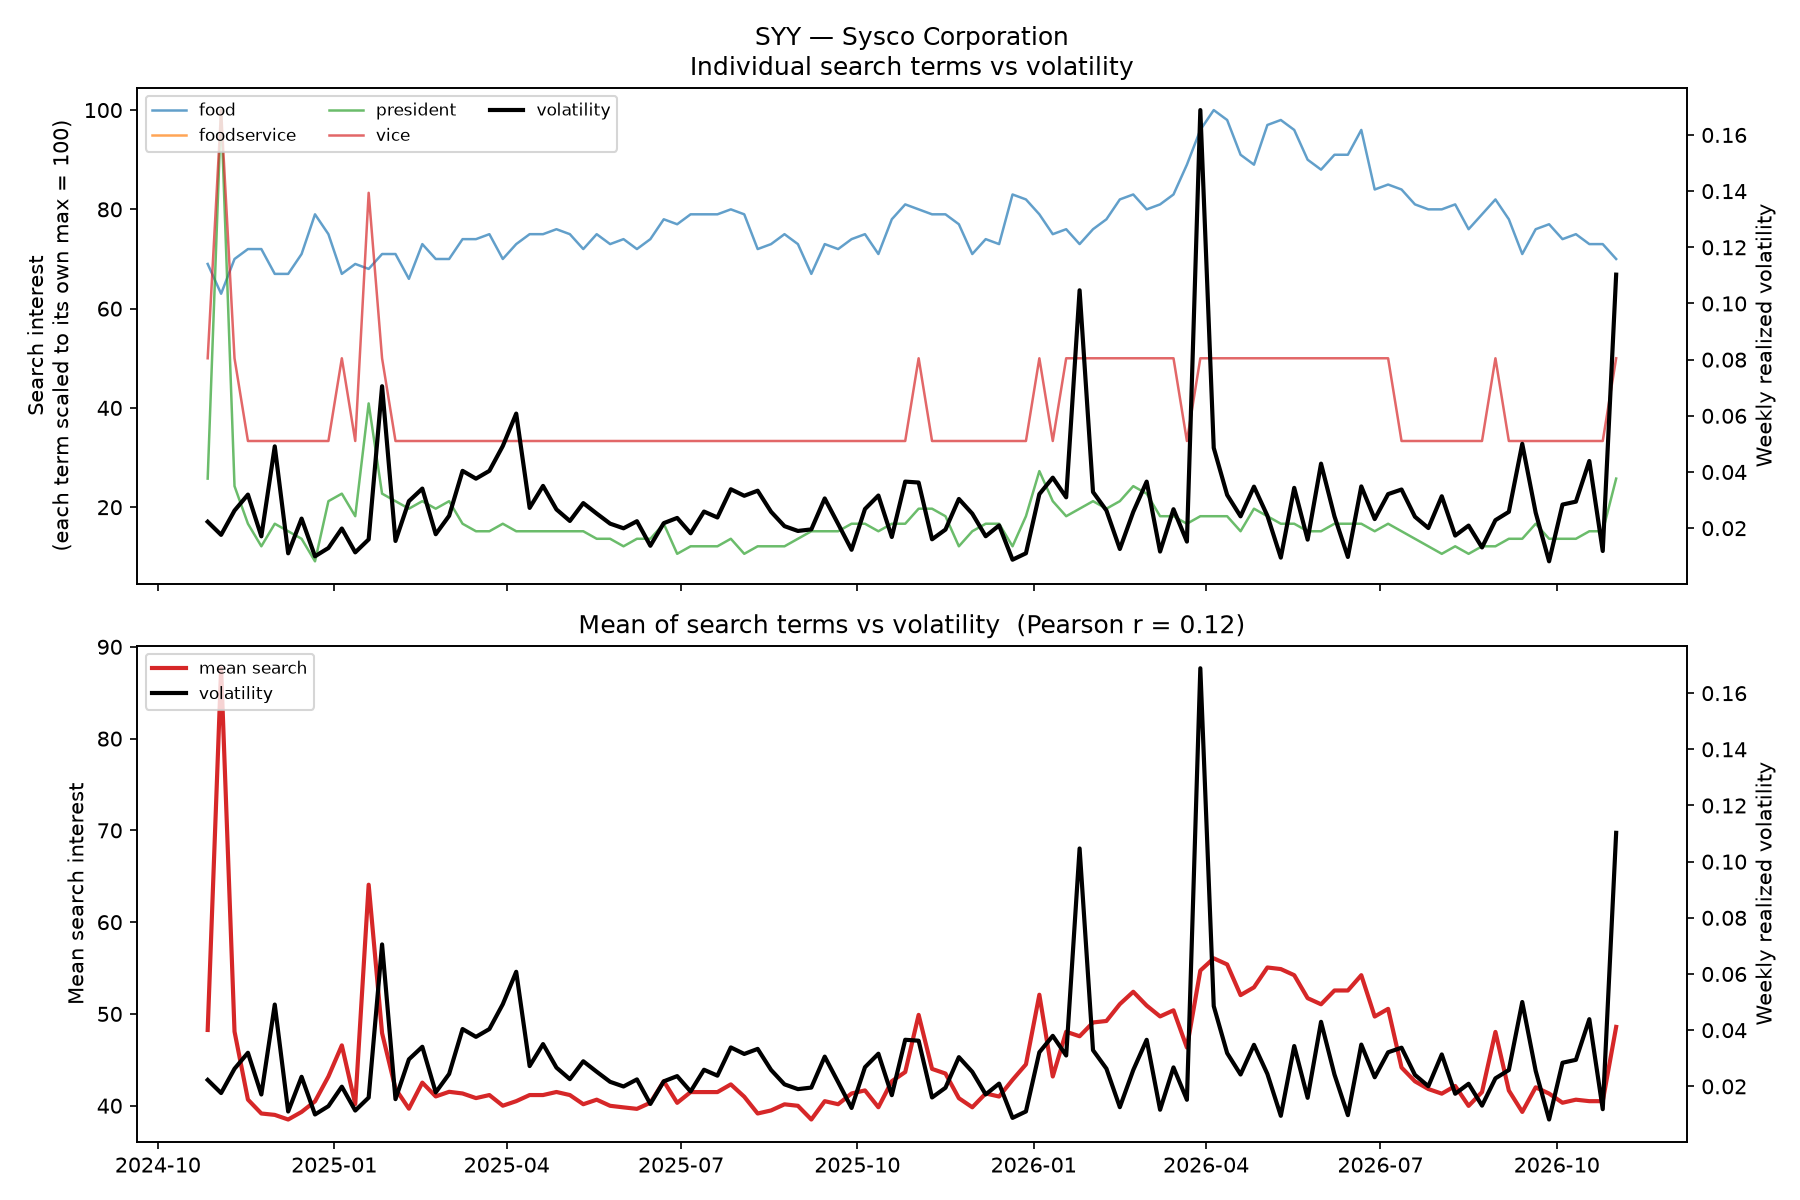 SYY — Sysco Corporation
Individual search terms vs volatility
food
foodservice
president
vice
volatility
Search interest
(each term scaled to its own max = 100)
100
80
60
40
20
0.16
0.14
0.12
0.10
0.08
0.06
0.04
0.02
Weekly realized volatility
Mean of search terms vs volatility (Pearson r = 0.12)
mean search
volatility
Mean search interest
90
80
70
60
50
40
0.16
0.14
0.12
0.10
0.08
0.06
0.04
0.02
Weekly realized volatility
2024-10
2025-01
2025-04
2025-07
2025-10
2026-01
2026-04
2026-07
2026-10